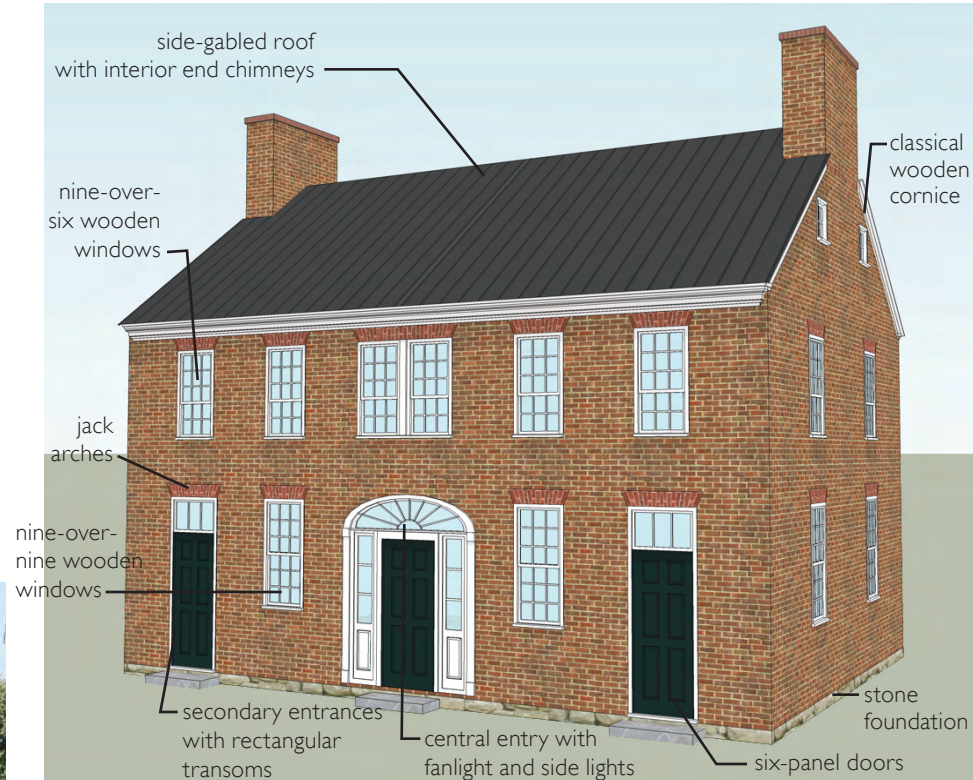 side-gabled roof
with interior end chimneys
classical
wooden
cornice
nine-over-
six wooden
windows
jack
arches
nine-over-
nine wooden
windows
secondary entrances
with rectangular
transoms
central entry with
fanlight and side lights
stone
foundation
six-panel doors